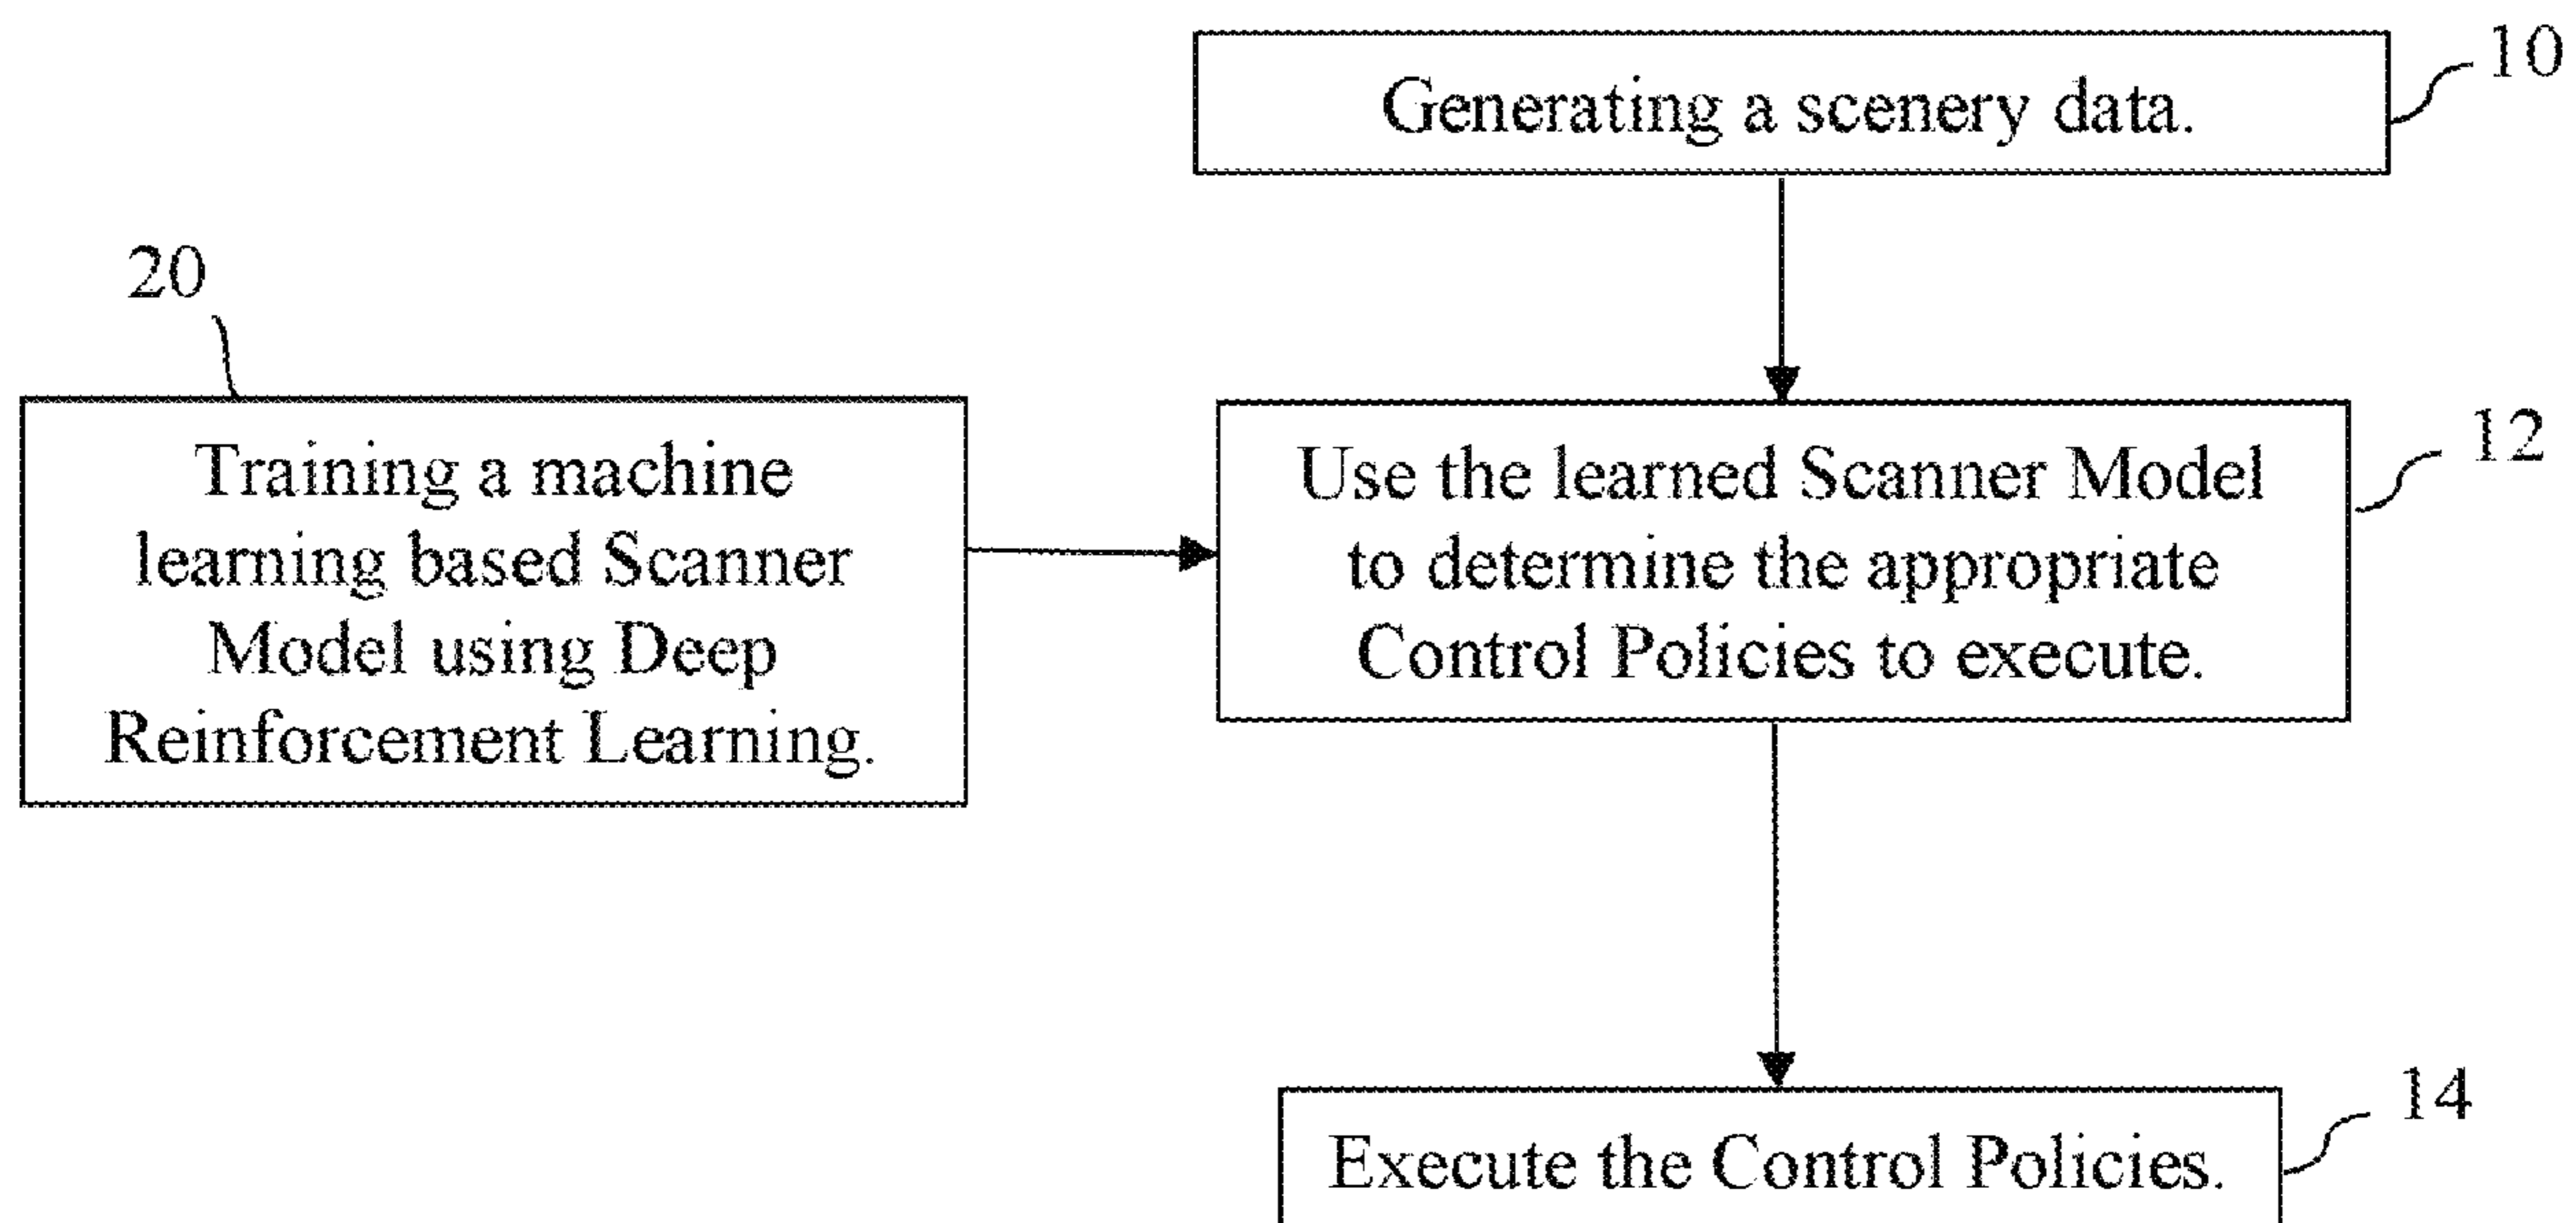 Generating a scenery data.
10
20
Training a machine
learning based Scanner
Model using Deep
Reinforcement Learning.
Use the learned Scanner Model
to determine the appropriate
Control Policies to execute.
12
Execute the Control Policies.
14